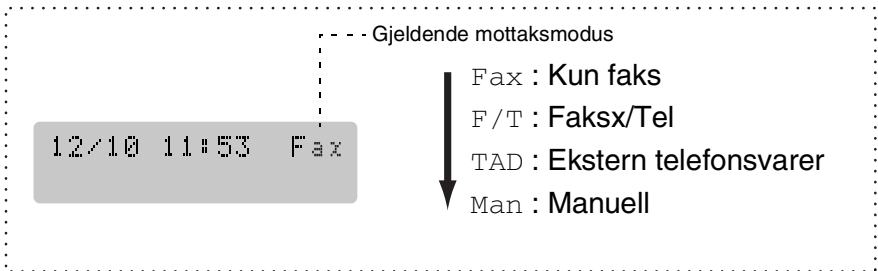 Gjeldende mottaksmodus
Fax : Kun faks
F/T : Faksx/Tel
12/10 11:53 Fax
TAD : Ekstern telefonsvarer
Man : Manuell